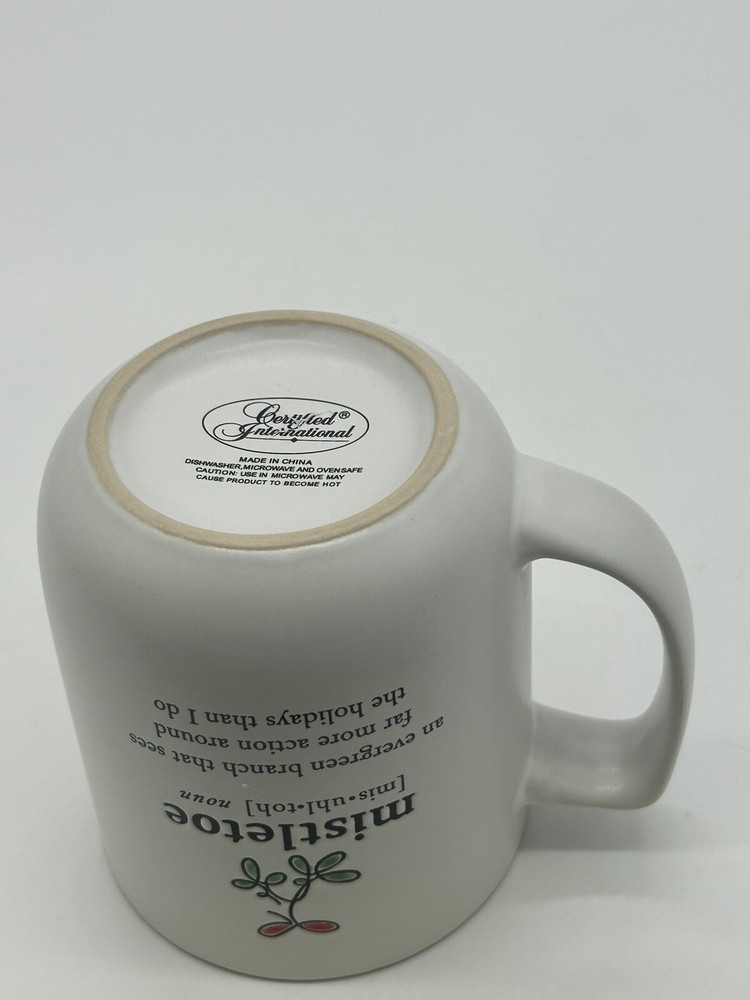 Certified ®
International
MADE IN CHINA
DISHWASHER,MICROWAVE AND OVENSAFE
CAUTION: USE IN MICROWAVE MAY
CAUSE PRODUCT TO BECOME HOT
mistletoe
[mis•uhl•toh] noun
an evergreen branch that sees
far more action around
the holidays than I do